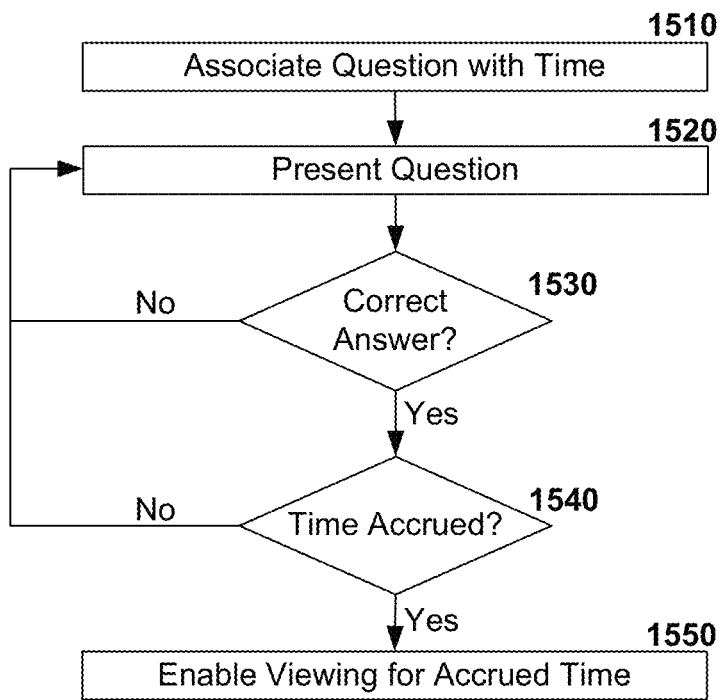 1510
Associate Question with Time
1520
Present Question
1530
Correct
Answer?
No
Yes
1540
Time Accrued?
No
Yes
1550
Enable Viewing for Accrued Time